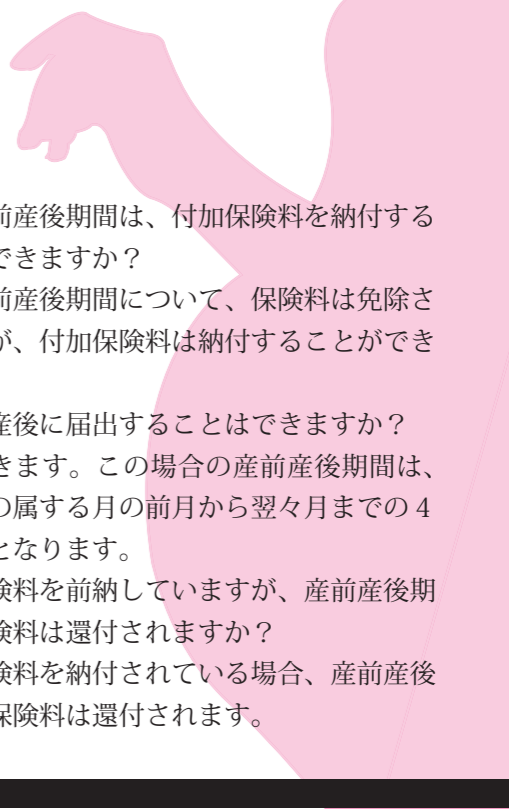 前産後期間は、付加保険料を納付する
できますか？
前産後期間について、保険料は免除さ
が、付加保険料は納付することができ
産後に届出することはできますか？
きます。この場合の産前産後期間は、
の属する月の前月から翌々月までの４
となります。
険料を前納していますが、産前産後期
険料は還付されますか？
険料を納付されている場合、産前産後
保険料は還付されます。